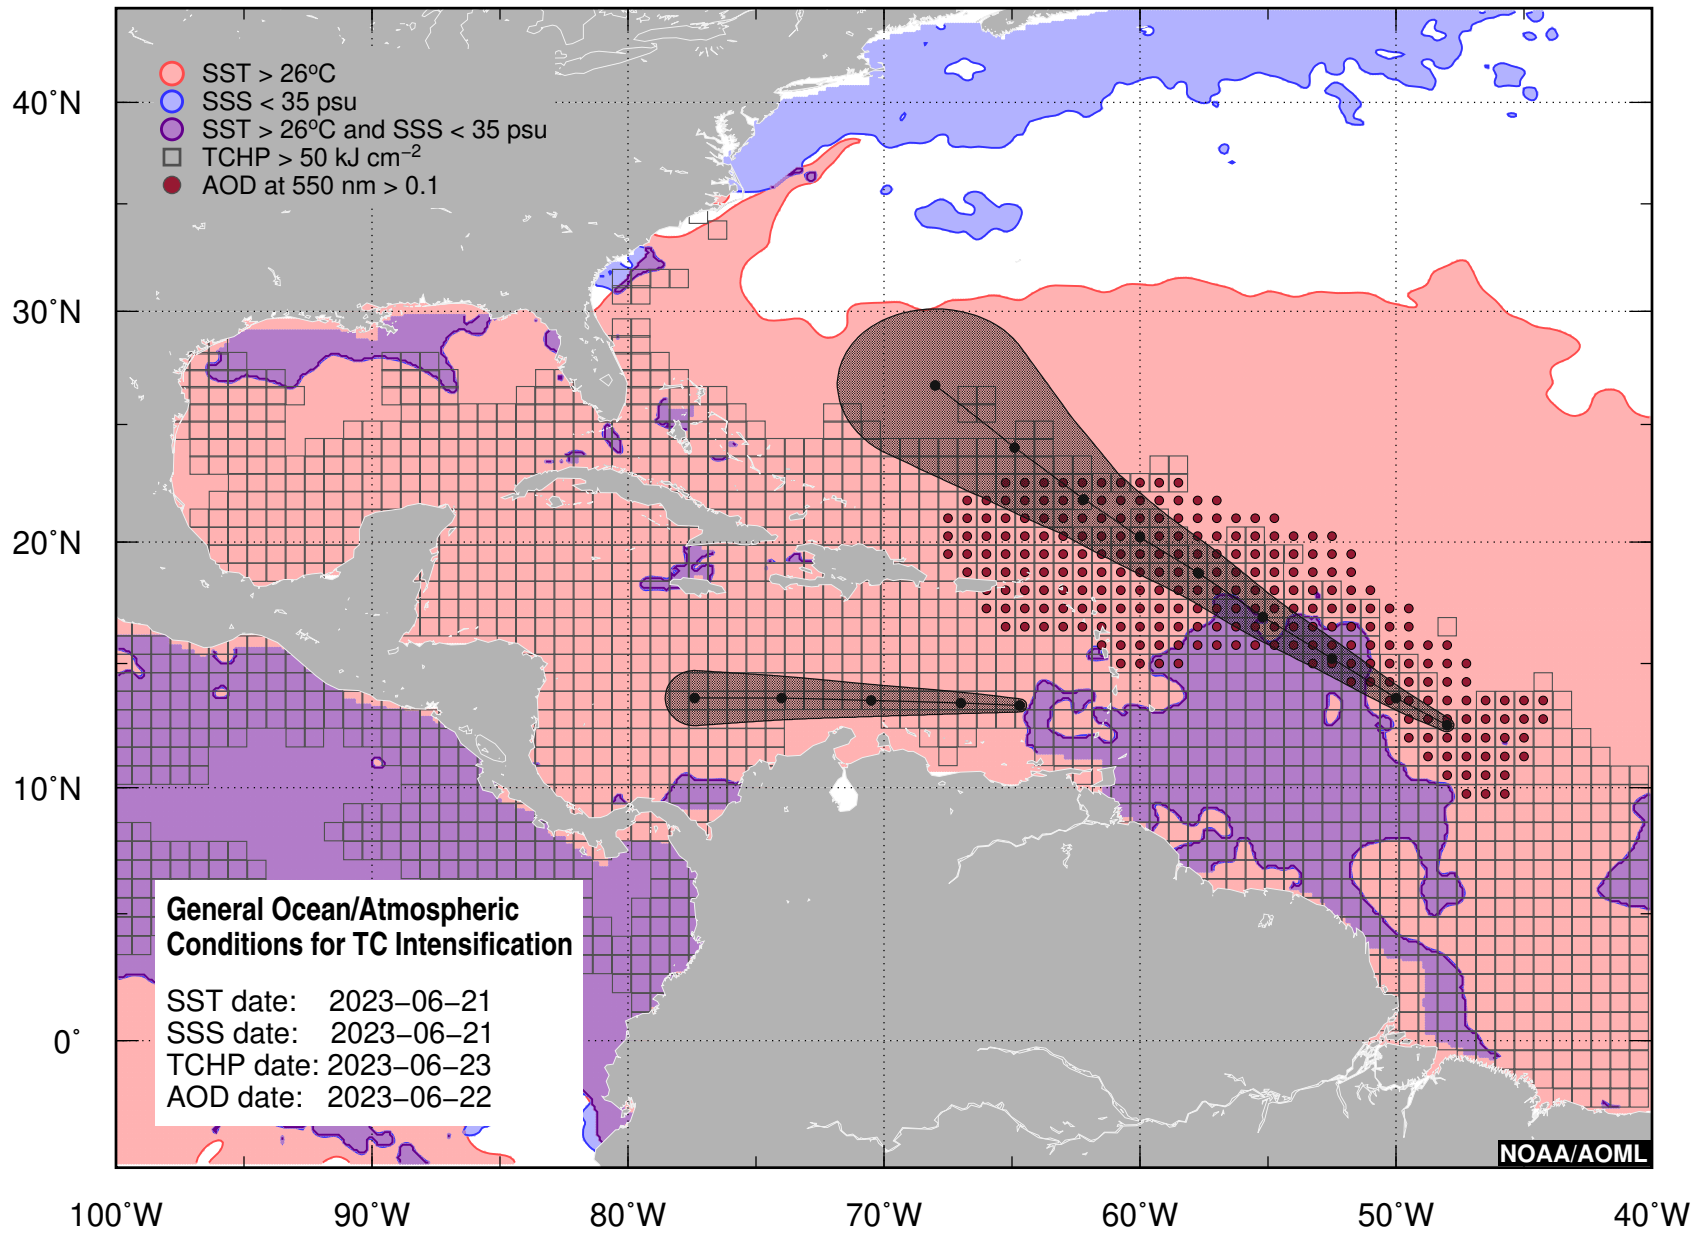 SST > 26°C
SSS < 35 psu
SST > 26°C and SSS < 35 psu
TCHP > 50 kJ cm⁻²
AOD at 550 nm > 0.1
40°N
30°N
20°N
10°N
0°
General Ocean/Atmospheric
Conditions for TC Intensification
SST date: 2023−06−21
SSS date: 2023−06−21
TCHP date: 2023−06−23
AOD date: 2023−06−22
NOAA/AOML
100°W 90°W 80°W 70°W 60°W 50°W 40°W